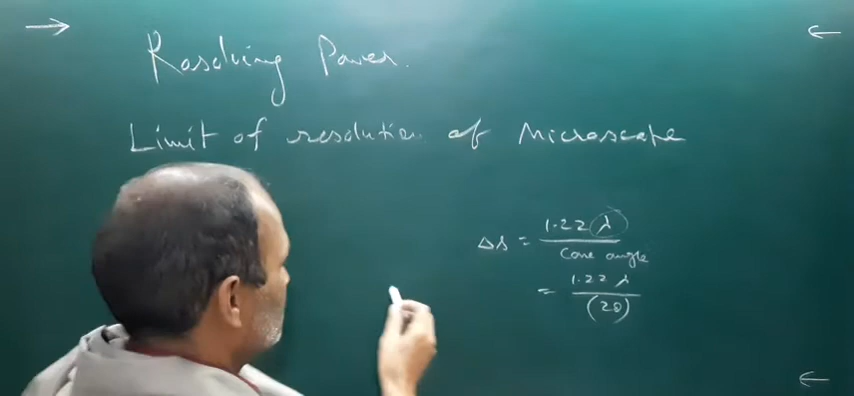 Resolving Power.
Limit of resolution of Microscope
Δs = 1.22 λ / Cone angle
= 1.22 λ / (2θ)